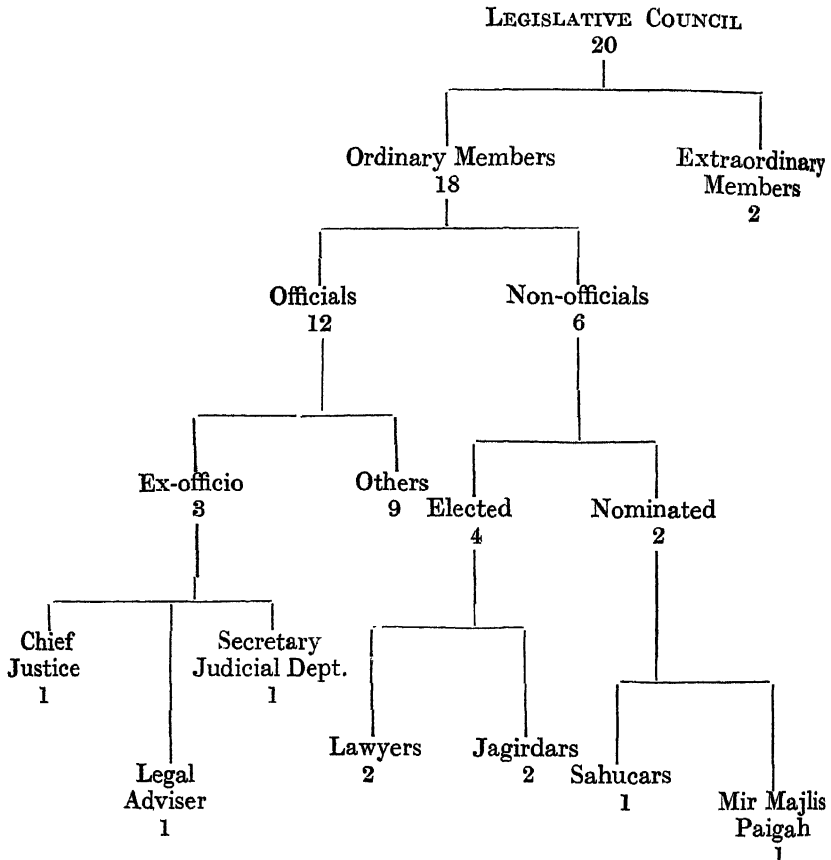 LEGISLATIVE COUNCIL
20
Ordinary Members
18
Extraordinary
Members
2
Officials
12
Non-officials
6
Ex-officio
3
Others
9
Elected
4
Nominated
2
Chief
Justice
1
Secretary
Judicial Dept.
1
Legal
Adviser
1
Lawyers
2
Jagirdars
2
Sahucars
1
Mir Majlis
Paigah
1